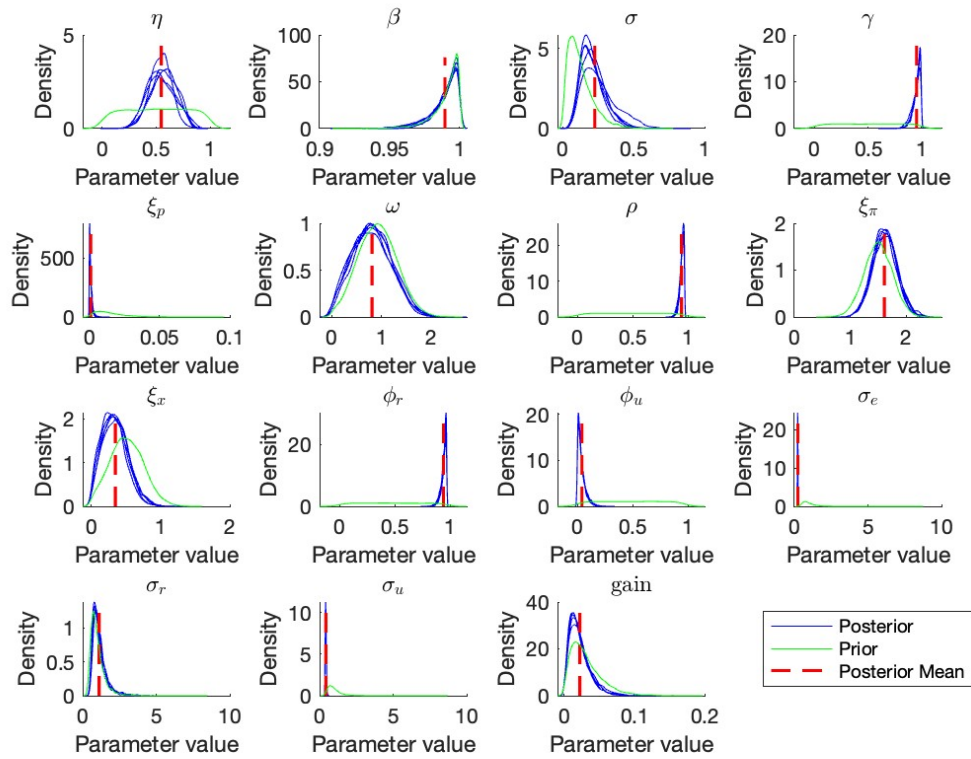 η β σ γ
5 100 20
Density Density 50 Density 5 Density 10
0 0 0 0
0 0.5 1 0.9 0.95 1 0 0.5 1 0 0.5 1
Parameter value Parameter value Parameter value Parameter value
ξp ω ρ ξπ
Density 500 Density 1 0.5 Density 20 10 Density 2 1
0 0 0 0
0 0.05 0.1 0 1 2 0 0.5 1 1 2
Parameter value Parameter value Parameter value Parameter value
ξx ϕr ϕu σe
Density 2 1 Density 20 Density 20 10 Density 20 10
0 0 0 0
0 1 2 0 0.5 1 0 0.5 1 0 5 10
Parameter value Parameter value Parameter value Parameter value
σr σu gain
Density 1 0.5 Density 10 5 Density 40 20
0 0 0
0 5 10 0 5 10 0 0.1 0.2
Parameter value Parameter value Parameter value
Posterior
Prior
Posterior Mean